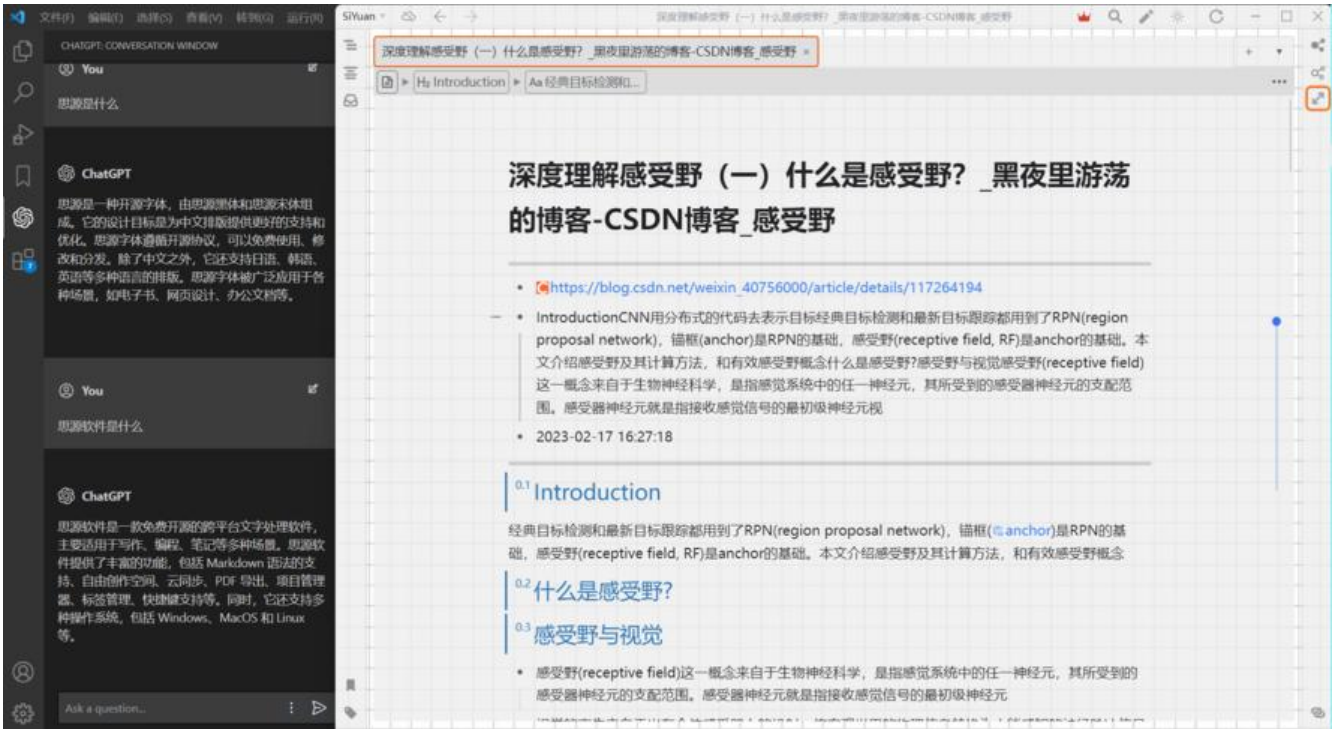 文件(F) 编辑(E) 选择(S) 查看(V) 转到(G) 运行(R)
CHATGPT: CONVERSATION WINDOW
You
思源是什么
ChatGPT
思源是一种开源字体，由思源黑体和思源宋体组
成。它的设计目标是为中文排版提供更好的支持和
优化。思源字体遵循开源协议，可以免费使用、修
改和分发。除了中文之外，它还支持日语、韩语、
英语等多种语言的排版。思源字体被广泛应用于各
种场景，如电子书、网页设计、办公文档等。
You
思源软件是什么
ChatGPT
思源软件是一款免费开源的跨平台文字处理软件，
主要适用于写作、编程、笔记等多种场景。思源软
件提供了丰富的功能，包括 Markdown 语法的支
持、自由创作空间、云同步、PDF 导出、项目管理
器、标签管理、快捷键支持等。同时，它还支持多
种操作系统，包括 Windows、MacOS 和 Linux
等。
Ask a question...
SiYuan
深度理解感受野（一）什么是感受野？_黑夜里游荡的博客-CSDN博客_感受野
深度理解感受野（一）什么是感受野？_黑夜里游荡的博客-CSDN博客_感受野
H₂ Introduction
Aa 经典目标检测和...
深度理解感受野（一）什么是感受野？_黑夜里游荡
的博客-CSDN博客_感受野
https://blog.csdn.net/weixin_40756000/article/details/117264194
IntroductionCNN用分布式的代码去表示目标经典目标检测和最新目标跟踪都用到了RPN(region
proposal network)，锚框(anchor)是RPN的基础，感受野(receptive field, RF)是anchor的基础。本
文介绍感受野及其计算方法，和有效感受野概念什么是感受野?感受野与视觉感受野(receptive field)
这一概念来自于生物神经科学，是指感觉系统中的任一神经元，其所受到的感受器神经元的支配范
围。感受器神经元就是指接收感觉信号的最初级神经元视
2023-02-17 16:27:18
0.1 Introduction
经典目标检测和最新目标跟踪都用到了RPN(region proposal network)，锚框(anchor)是RPN的基
础，感受野(receptive field, RF)是anchor的基础。本文介绍感受野及其计算方法，和有效感受野概念
0.2 什么是感受野?
0.3 感受野与视觉
感受野(receptive field)这一概念来自于生物神经科学，是指感觉系统中的任一神经元，其所受到的
感受器神经元的支配范围。感受器神经元就是指接收感觉信号的最初级神经元